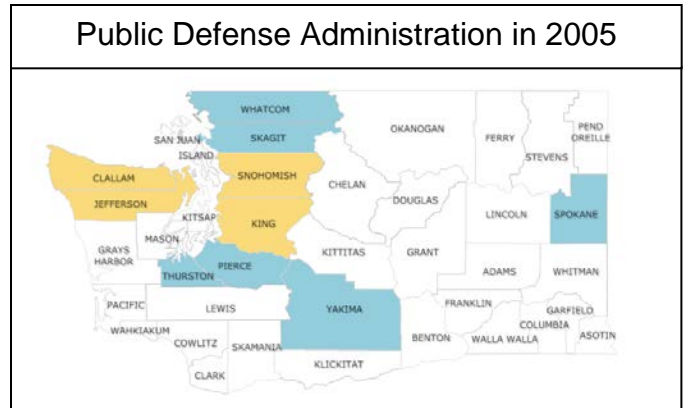 Public Defense Administration in 2005
WHATCOM
SKAGIT
SAN JUAN
ISLAND
OKANOGAN
FERRY
STEVENS
PEND
OREILLE
CLALLAM
JEFFERSON
SNOHOMISH
KING
KITSAP
MASON
GRAYS
HARBOR
CHELAN
DOUGLAS
LINCOLN
SPOKANE
KITTITAS
GRANT
ADAMS
WHITMAN
THURSTON
PIERCE
PACIFIC
LEWIS
YAKIMA
FRANKLIN
GARFIELD
COLUMBIA
WAHKIAKUM
COWLITZ
SKAMANIA
BENTON
WALLA WALLA
ASOTIN
CLARK
KLICKITAT